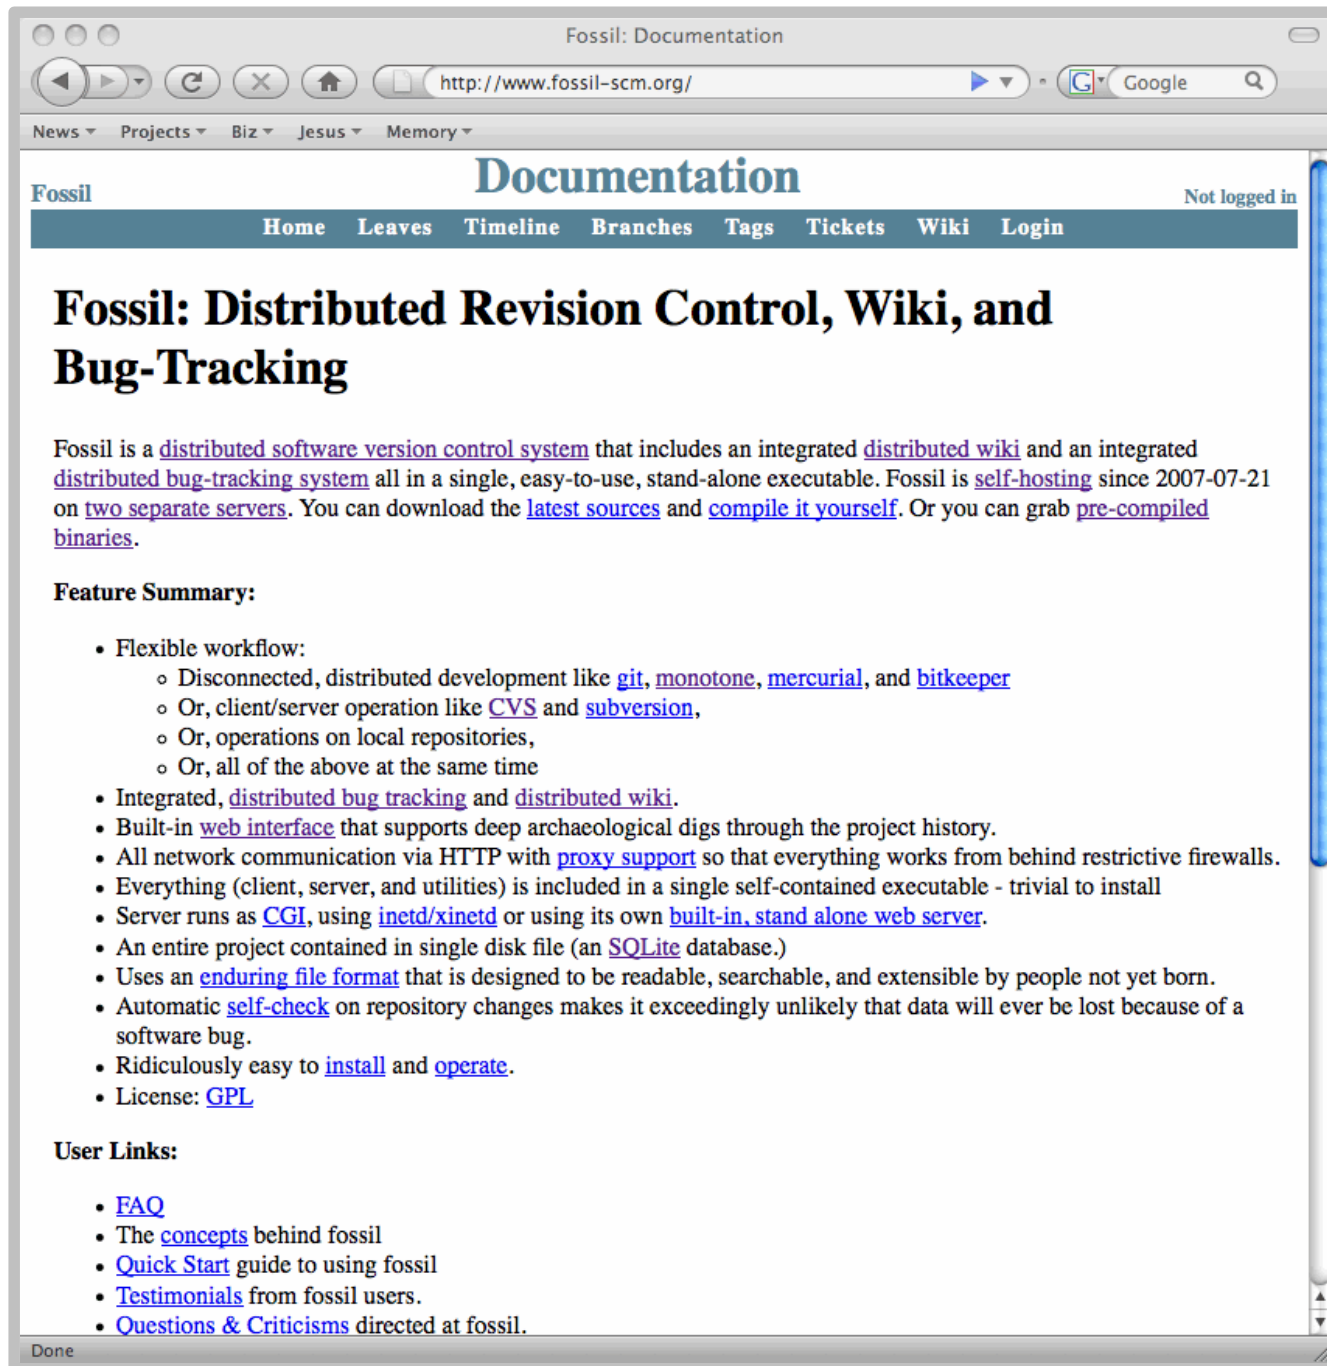 Fossil: Documentation
http://www.fossil-scm.org/
G
Google
News Projects Biz Jesus Memory
Documentation
Fossil
Not logged in
Home Leaves Timeline Branches Tags Tickets Wiki Login
Fossil: Distributed Revision Control, Wiki, and
Bug-Tracking
Fossil is a distributed software version control system that includes an integrated distributed wiki and an integrated
distributed bug-tracking system all in a single, easy-to-use, stand-alone executable. Fossil is self-hosting since 2007-07-21
on two separate servers. You can download the latest sources and compile it yourself. Or you can grab pre-compiled
binaries.
Feature Summary:
• Flexible workflow:
◦ Disconnected, distributed development like git, monotone, mercurial, and bitkeeper
◦ Or, client/server operation like CVS and subversion,
◦ Or, operations on local repositories,
◦ Or, all of the above at the same time
• Integrated, distributed bug tracking and distributed wiki.
• Built-in web interface that supports deep archaeological digs through the project history.
• All network communication via HTTP with proxy support so that everything works from behind restrictive firewalls.
• Everything (client, server, and utilities) is included in a single self-contained executable - trivial to install
• Server runs as CGI, using inetd/xinetd or using its own built-in, stand alone web server.
• An entire project contained in single disk file (an SQLite database.)
• Uses an enduring file format that is designed to be readable, searchable, and extensible by people not yet born.
• Automatic self-check on repository changes makes it exceedingly unlikely that data will ever be lost because of a
software bug.
• Ridiculously easy to install and operate.
• License: GPL
User Links:
• FAQ
• The concepts behind fossil
• Quick Start guide to using fossil
• Testimonials from fossil users.
• Questions & Criticisms directed at fossil.
Done